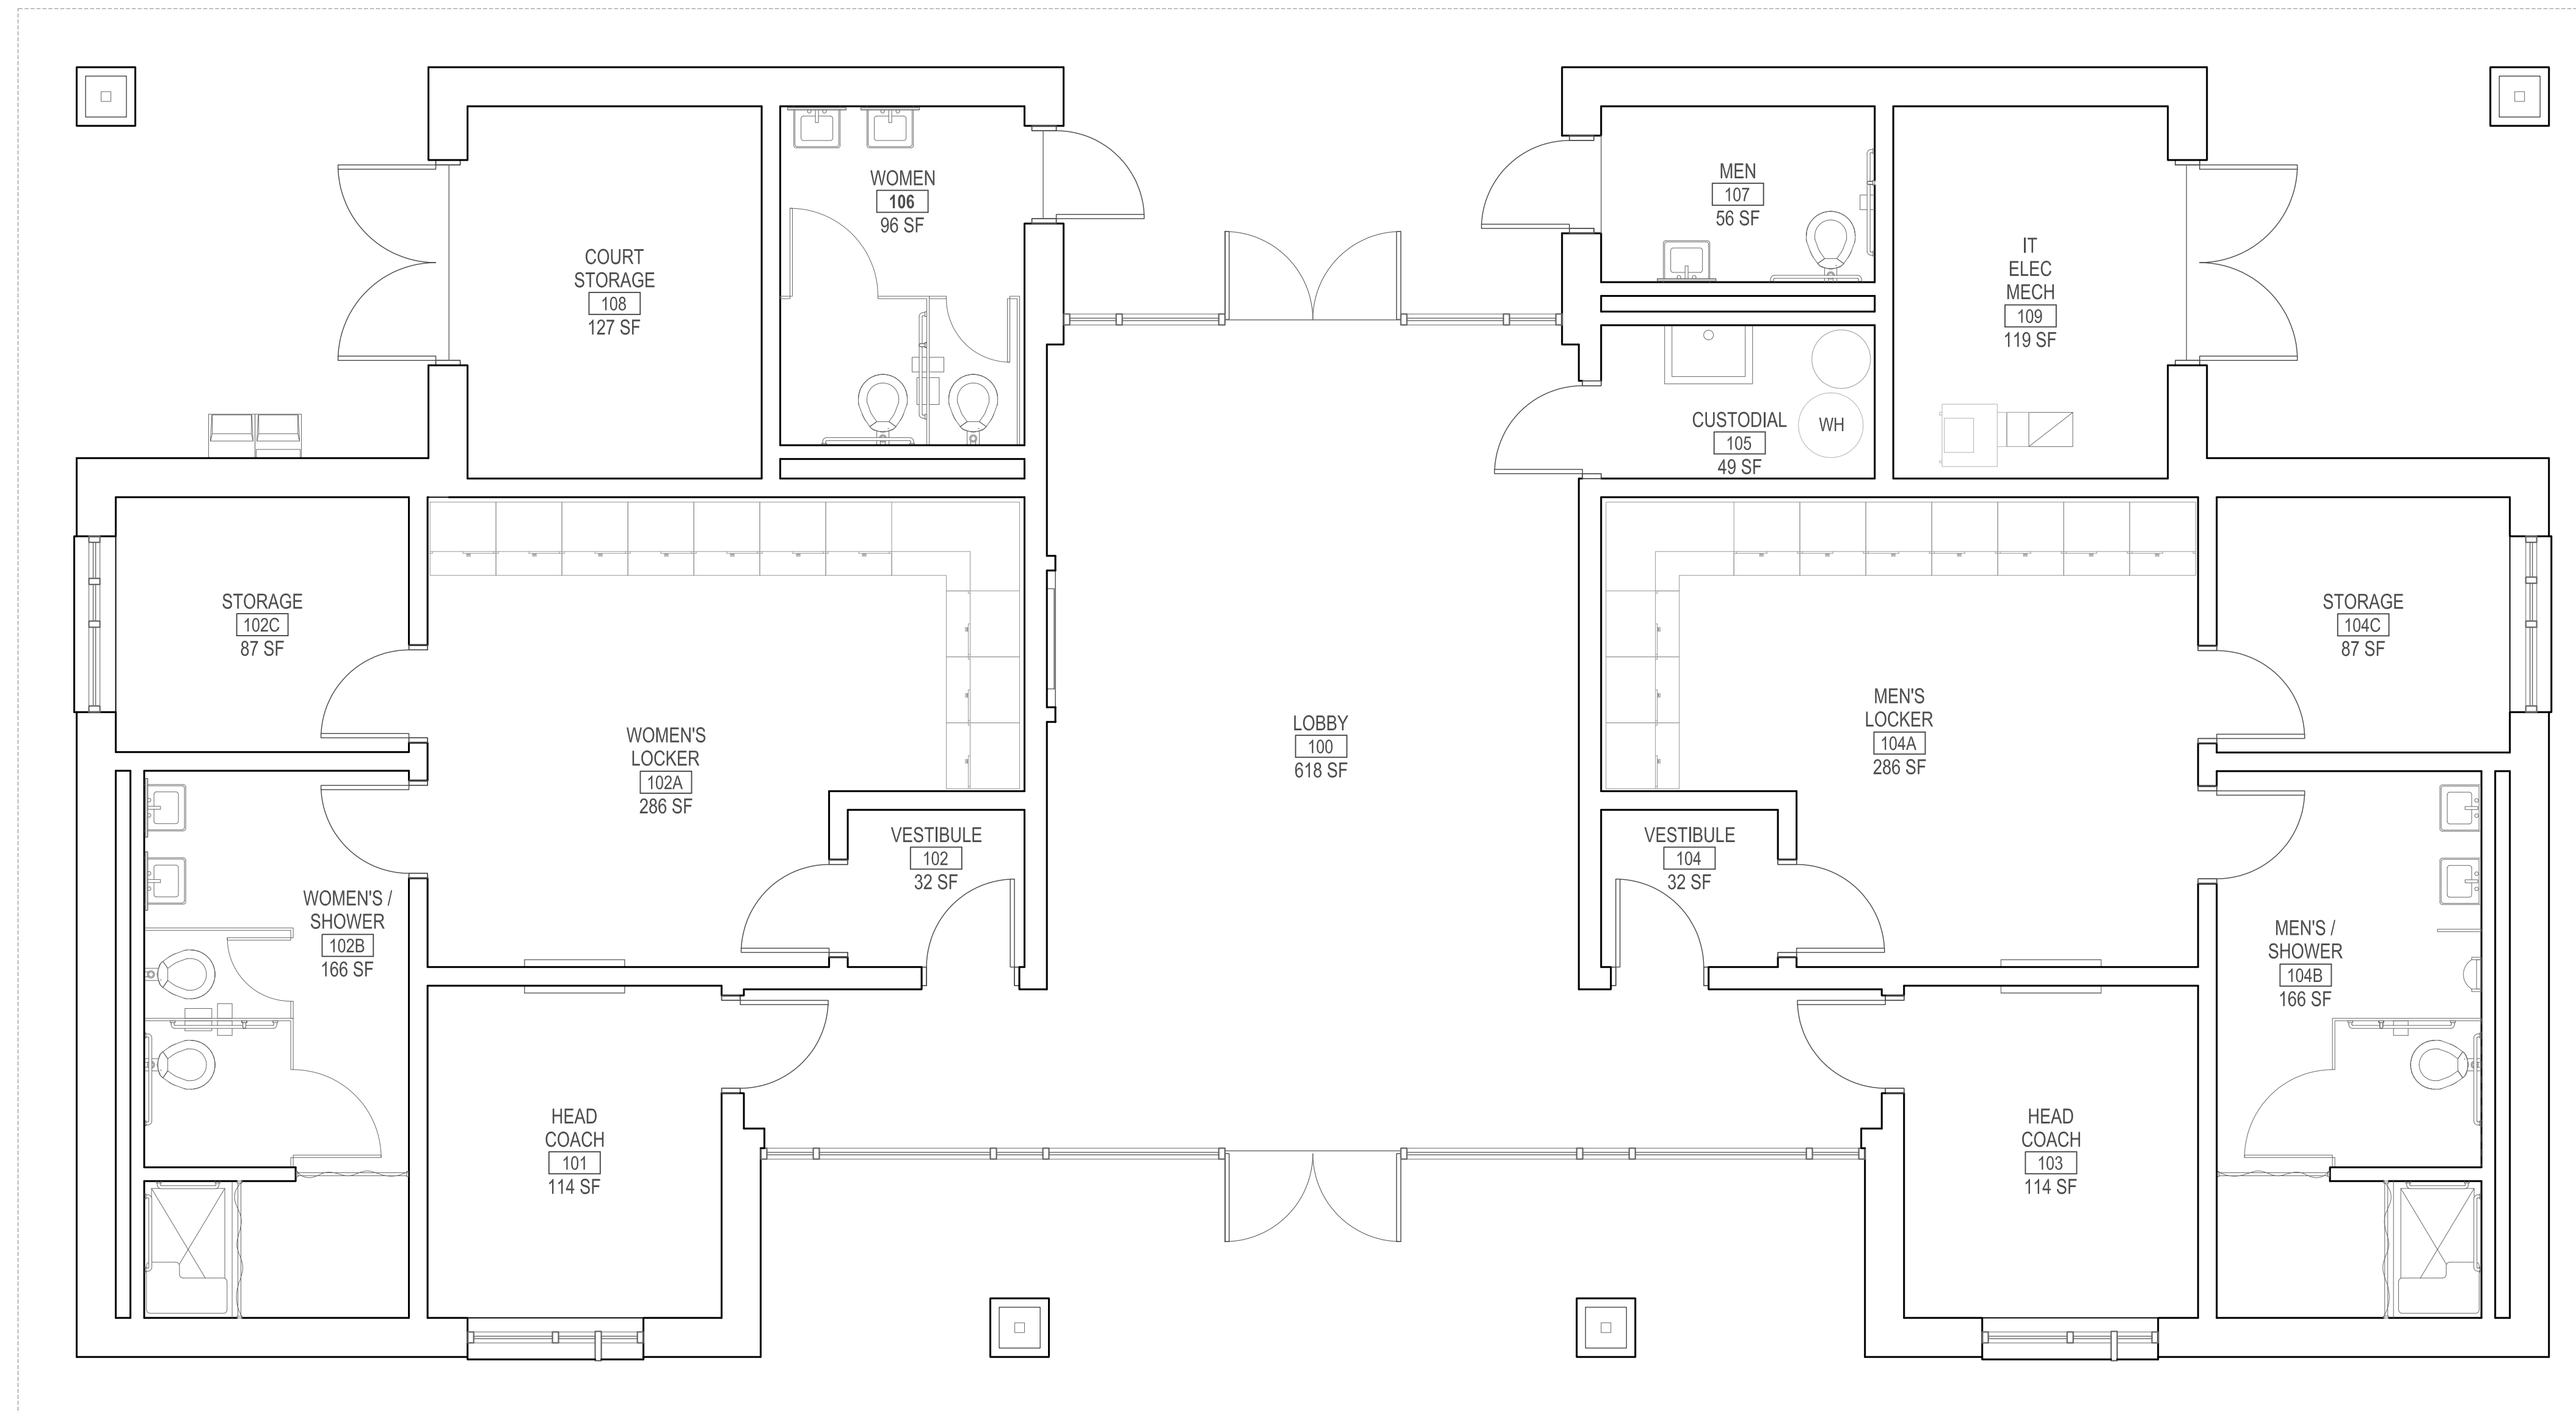 WOMEN
106
96 SF
MEN
107
56 SF
COURT
STORAGE
108
127 SF
IT
ELEC
MECH
109
119 SF
CUSTODIAL
105
49 SF
WH
STORAGE
102C
87 SF
STORAGE
104C
87 SF
WOMEN'S
LOCKER
102A
286 SF
LOBBY
100
618 SF
MEN'S
LOCKER
104A
286 SF
VESTIBULE
102
32 SF
VESTIBULE
104
32 SF
WOMEN'S /
SHOWER
102B
166 SF
MEN'S /
SHOWER
104B
166 SF
HEAD
COACH
101
114 SF
HEAD
COACH
103
114 SF